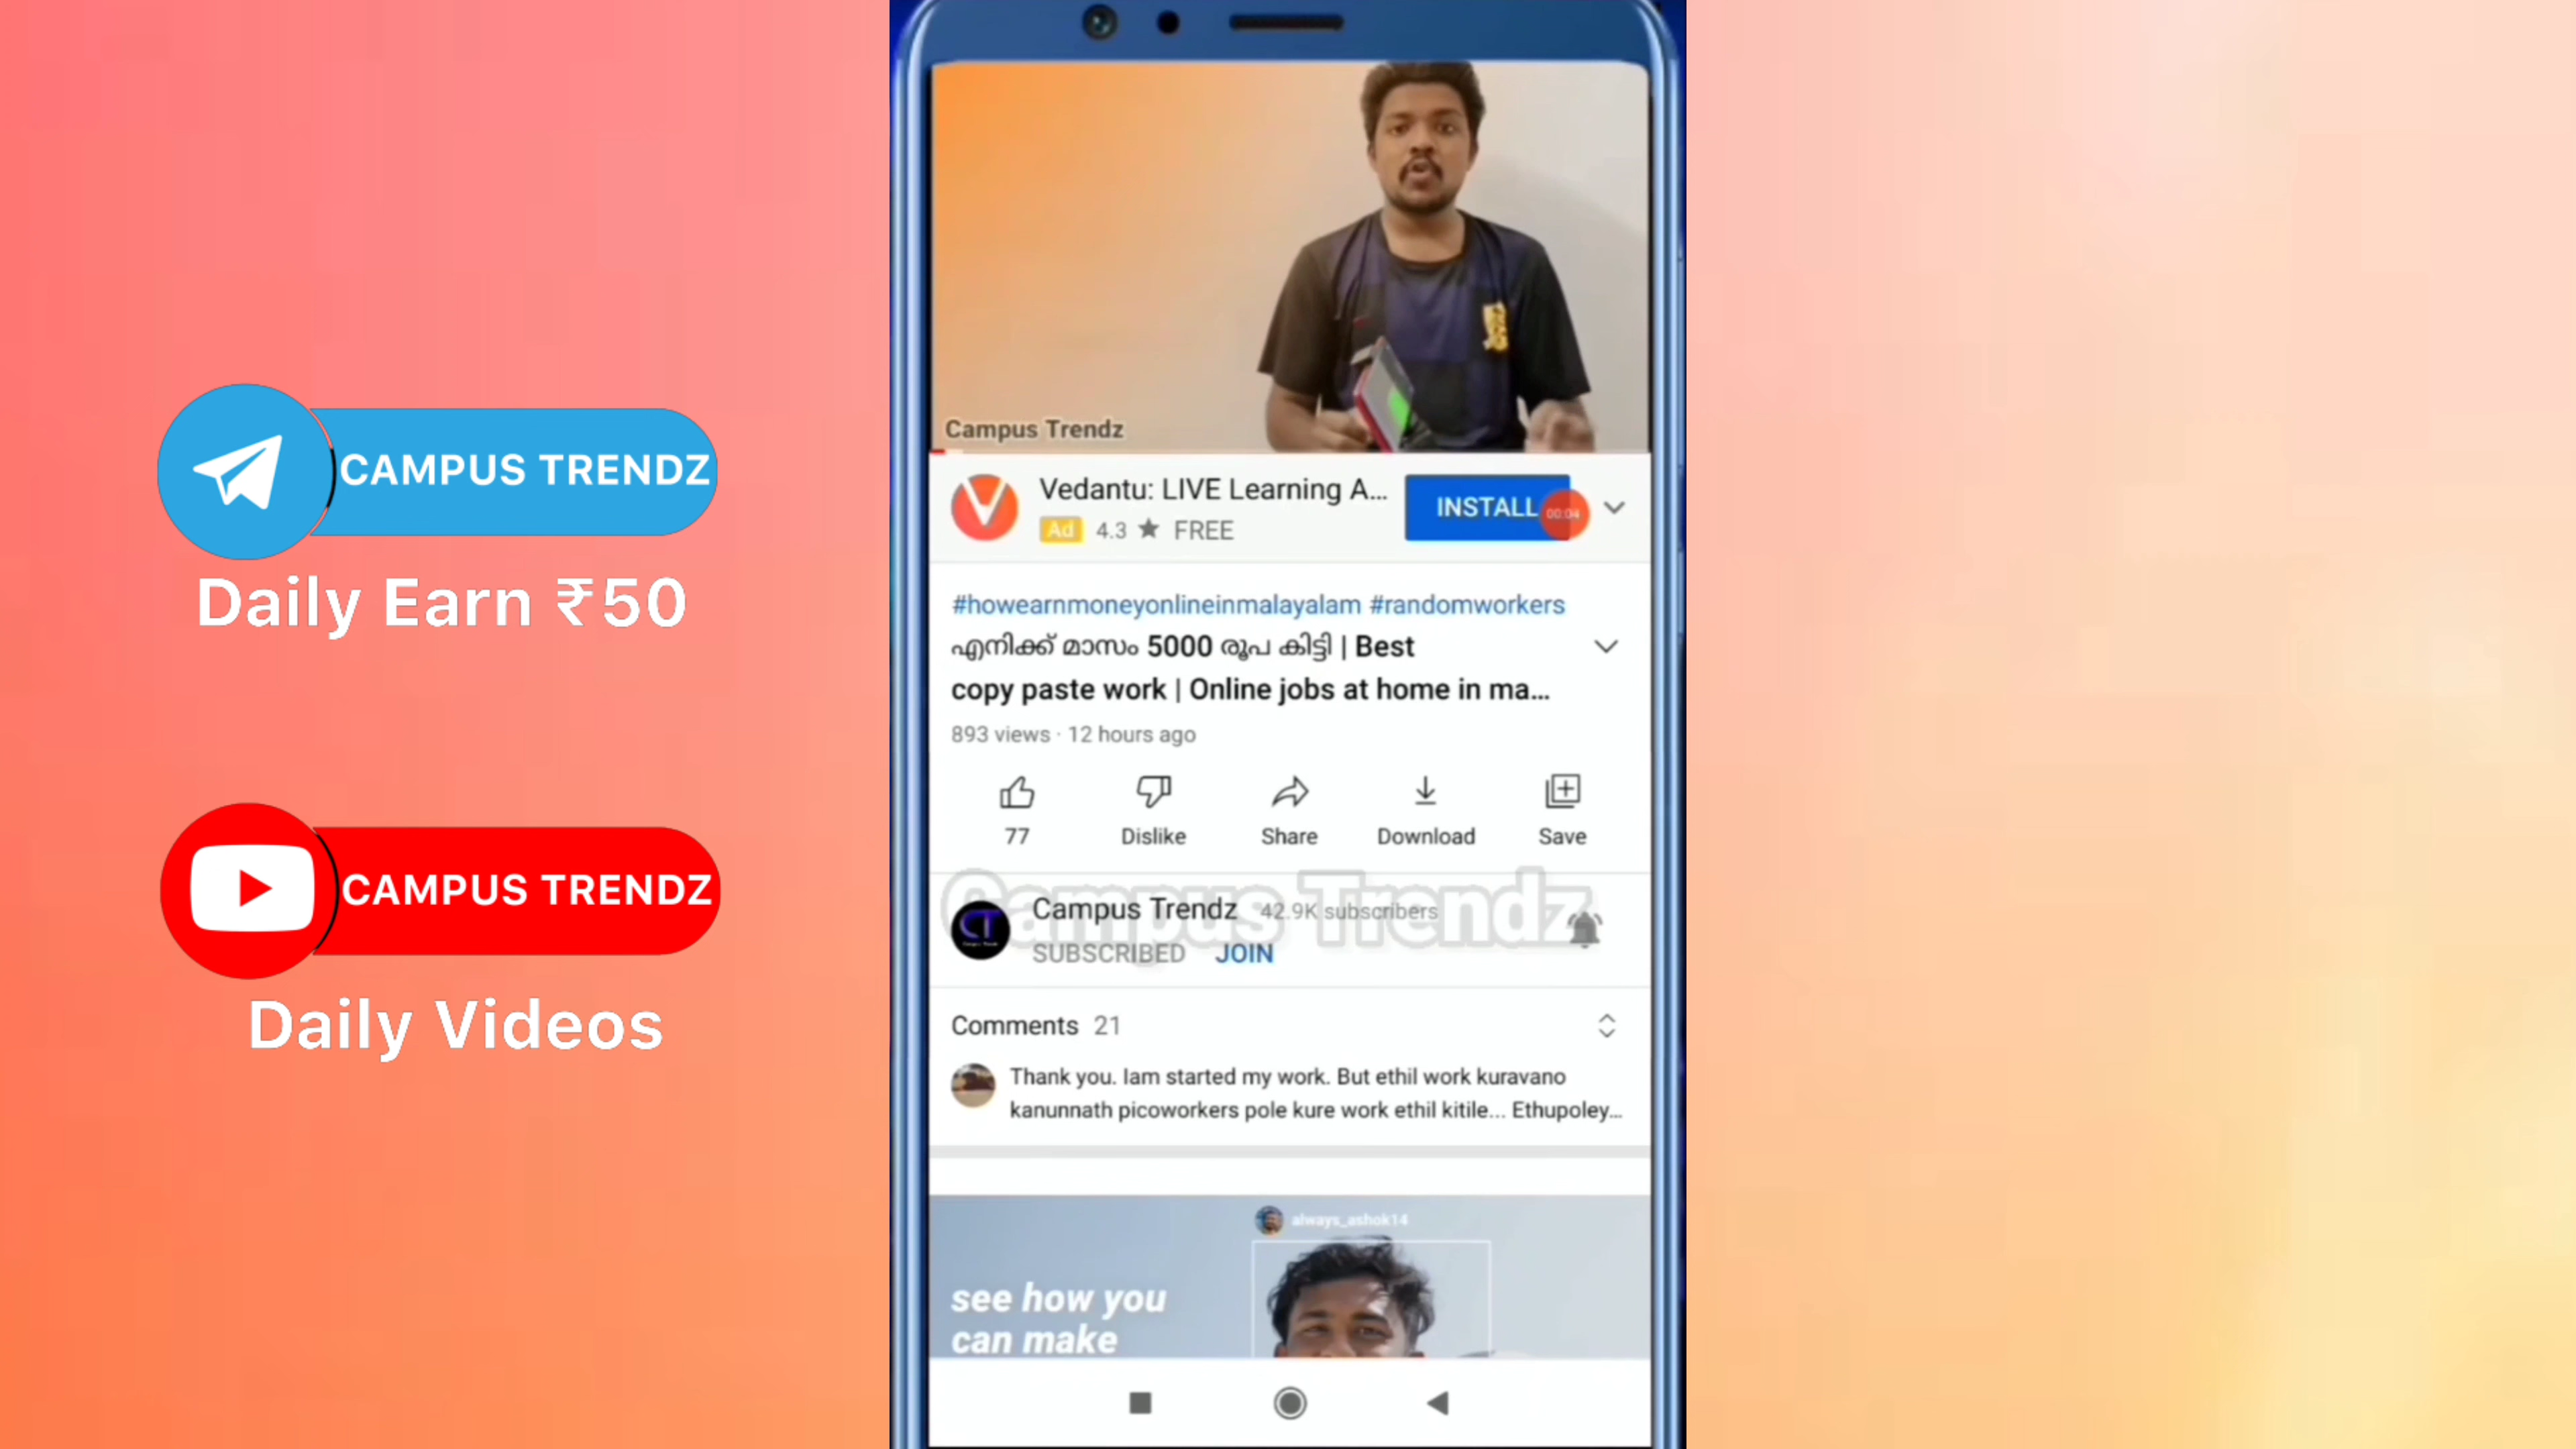 CAMPUS TRENDZ
Daily Earn ₹50
CAMPUS TRENDZ
Daily Videos
Campus Trendz
Vedantu: LIVE Learning A...
Ad 4.3 ★ FREE
INSTALL
00:04
#howearnmoneyonlineinmalayalam #randomworkers
എനിക്ക് മാസം 5000 രൂപ കിട്ടി | Best
copy paste work | Online jobs at home in ma...
893 views · 12 hours ago
77 Dislike Share Download Save
Campus Trendz
CT
Campus Trendz 42.9K subscribers
SUBSCRIBED JOIN
Comments 21
Thank you. Iam started my work. But ethil work kuravano
kanunnath picoworkers pole kure work ethil kitile... Ethupoley...
always_ashok14
see how you
can make